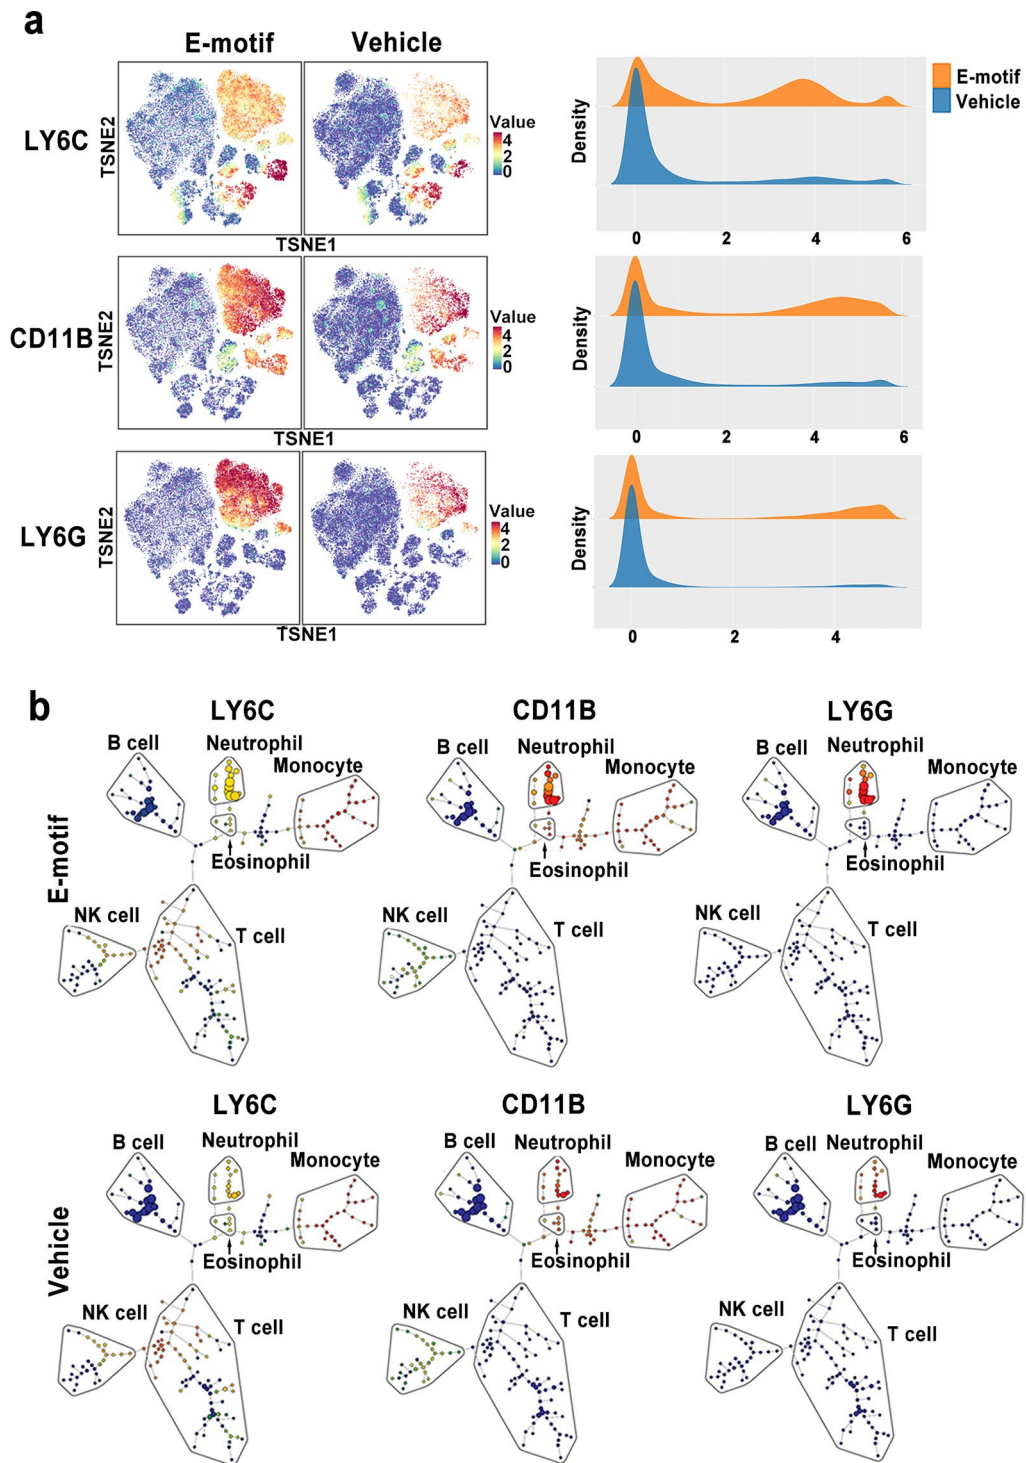 a
E-motif
Vehicle
LY6C
TSNE2
TSNE1
Value
4
2
0
Density
0 2 4 6
E-motif
Vehicle
CD11B
TSNE2
TSNE1
Value
4
2
0
Density
0 2 4 6
LY6G
TSNE2
TSNE1
Value
4
2
0
Density
0 2 4
b
E-motif
LY6C
B cell
Neutrophil
Monocyte
Eosinophil
NK cell
T cell
CD11B
B cell
Neutrophil
Monocyte
Eosinophil
NK cell
T cell
LY6G
B cell
Neutrophil
Monocyte
Eosinophil
NK cell
T cell
Vehicle
LY6C
B cell
Neutrophil
Monocyte
Eosinophil
NK cell
T cell
CD11B
B cell
Neutrophil
Monocyte
Eosinophil
NK cell
T cell
LY6G
B cell
Neutrophil
Monocyte
Eosinophil
NK cell
T cell